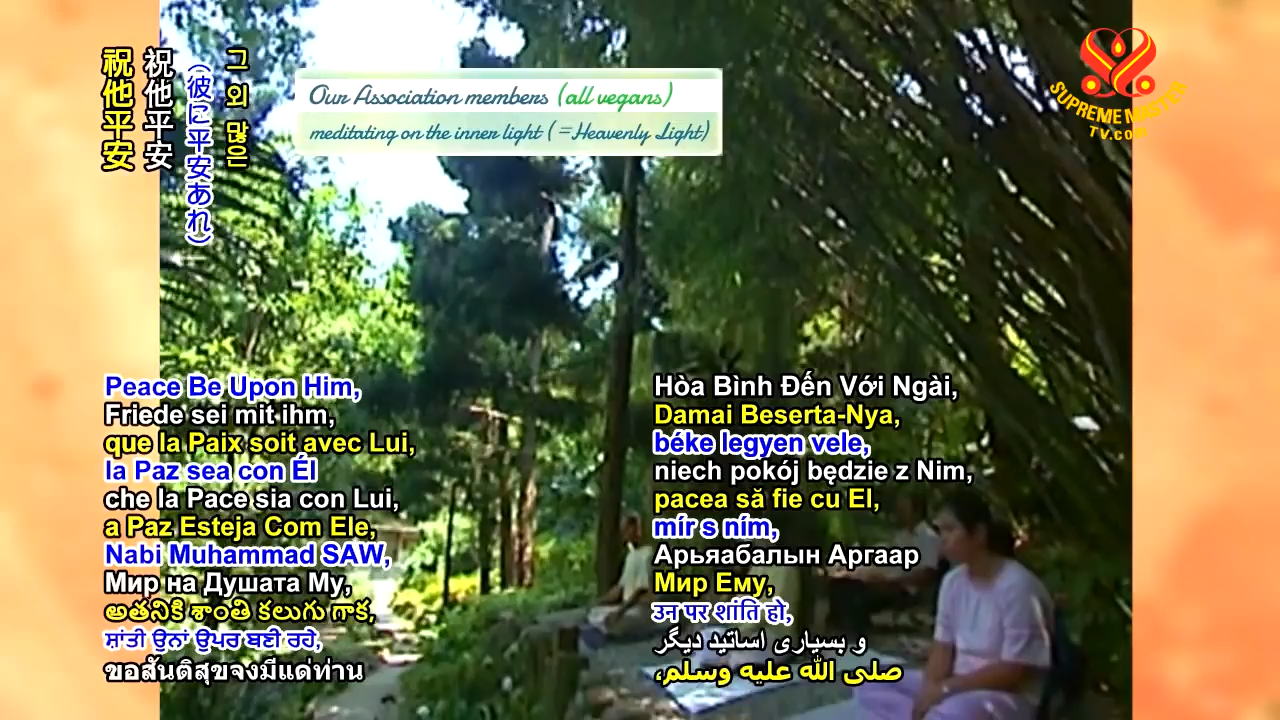 祝他平安
祝他平安
(彼に平安あれ)
그 외 많은
Our Association members (all vegans)
meditating on the inner light (=Heavenly Light)
SUPREME MASTER
TV.com
Peace Be Upon Him,
Friede sei mit ihm,
que la Paix soit avec Lui,
la Paz sea con Él
che la Pace sia con Lui,
a Paz Esteja Com Ele,
Nabi Muhammad SAW,
Мир на Душата Му,
అతనికి శాంతి కలుగు గాక,
ਸ਼ਾਂਤੀ ਉਨਾਂ ਉਪਰ ਬਣੀ ਰਹੇ,
ขอสันติสุขจงมีแด่ท่าน
Hòa Bình Đến Với Ngài,
Damai Beserta-Nya,
béke legyen vele,
niech pokój będzie z Nim,
pacea să fie cu El,
mír s ním,
Арьяабалын Аргаар
Мир Ему,
उन पर शांति हो,
و بسیاری اساتید دیگر
صلى الله عليه وسلم،